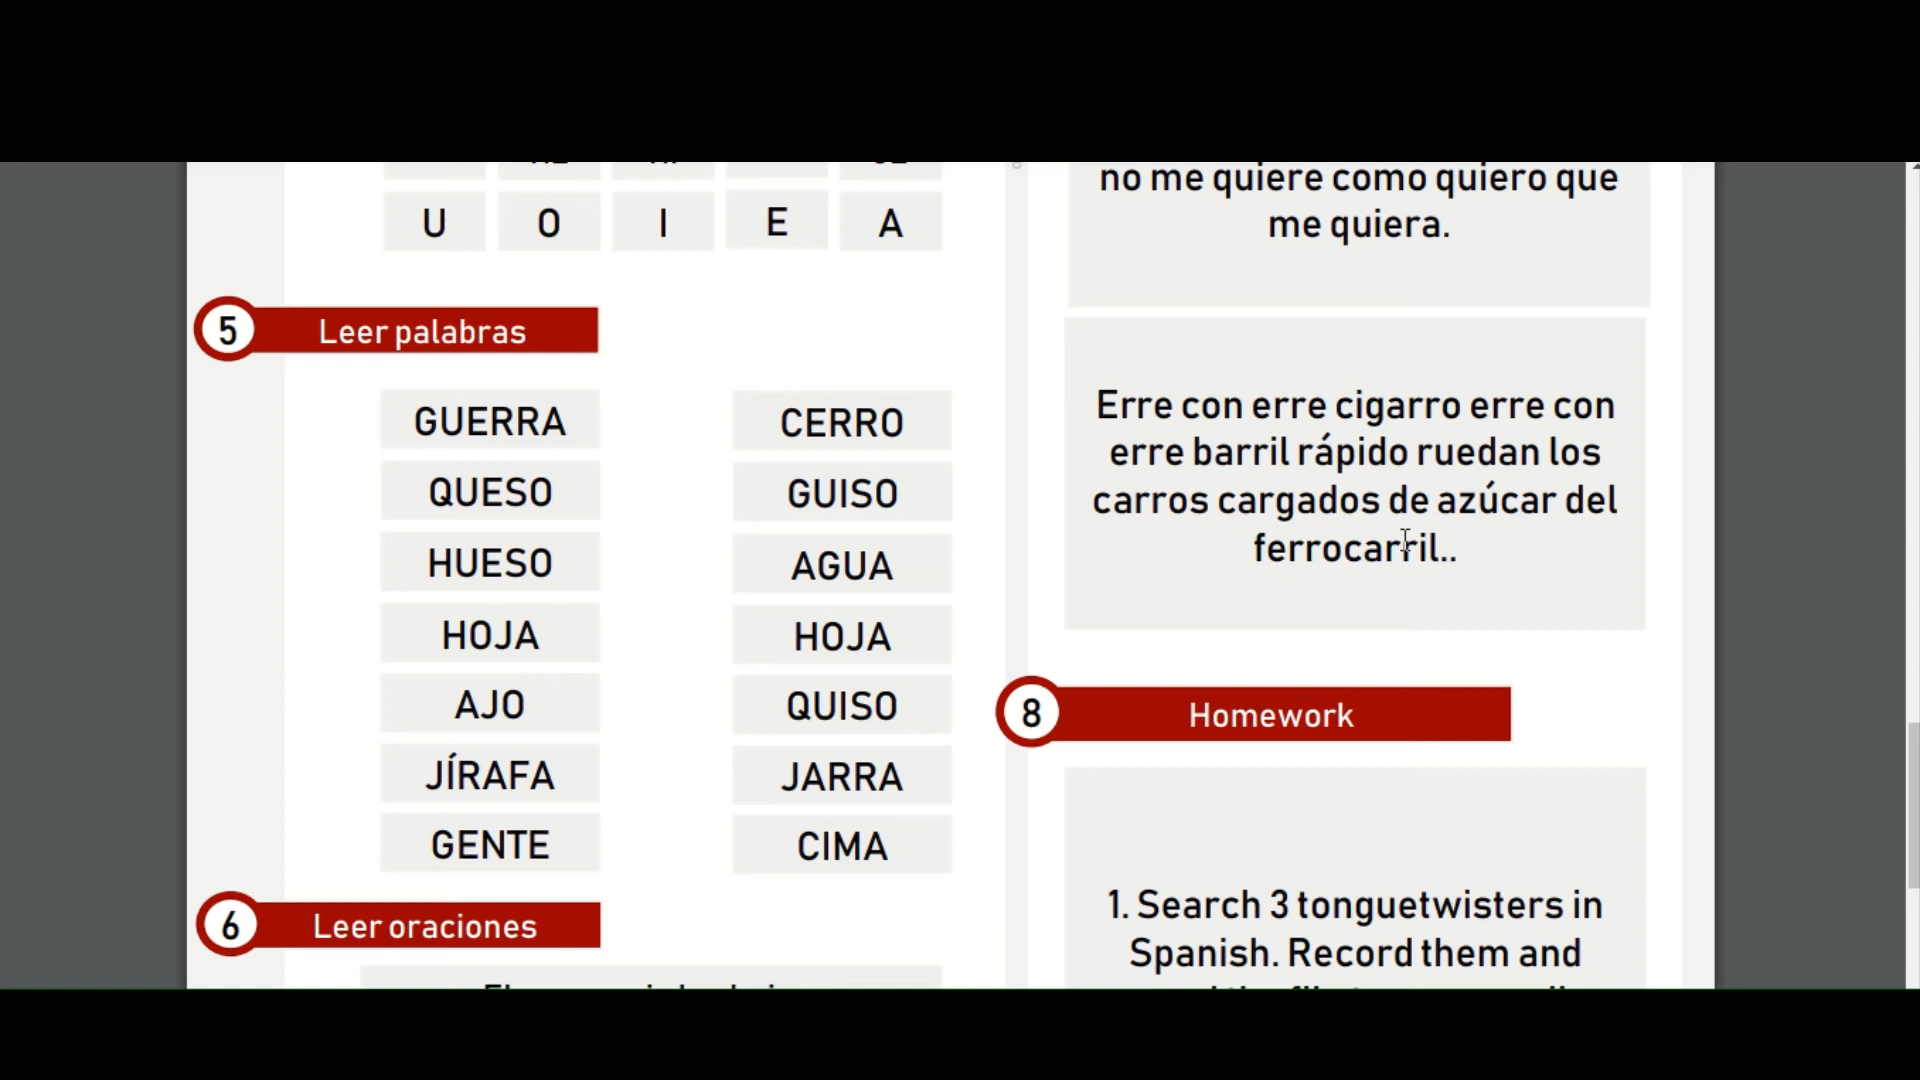 U O I E A
5 Leer palabras
GUERRA CERRO
QUESO GUISO
HUESO AGUA
HOJA HOJA
AJO QUISO
JÍRAFA JARRA
GENTE CIMA
6 Leer oraciones
no me quiere como quiero que
me quiera.
Erre con erre cigarro erre con
erre barril rápido ruedan los
carros cargados de azúcar del
ferrocarril..
8 Homework
1. Search 3 tonguetwisters in
Spanish. Record them and